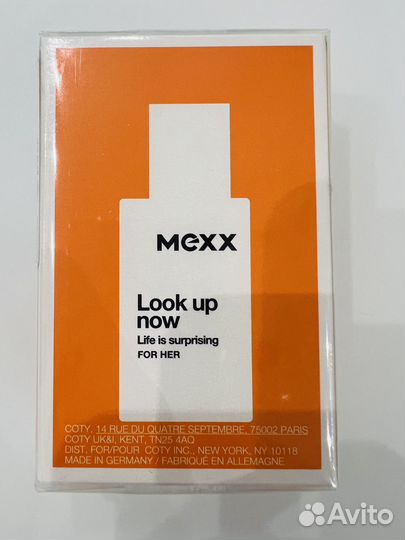 mexx
Look up
now
Life is surprising
FOR HER
COTY, 14 RUE DU QUATRE SEPTEMBRE, 75002 PARIS
COTY UK&I, KENT, TN25 4AQ
DIST. FOR/POUR COTY INC., NEW YORK, NY 10118
MADE IN GERMANY / FABRIQUÉ EN ALLEMAGNE
Avito